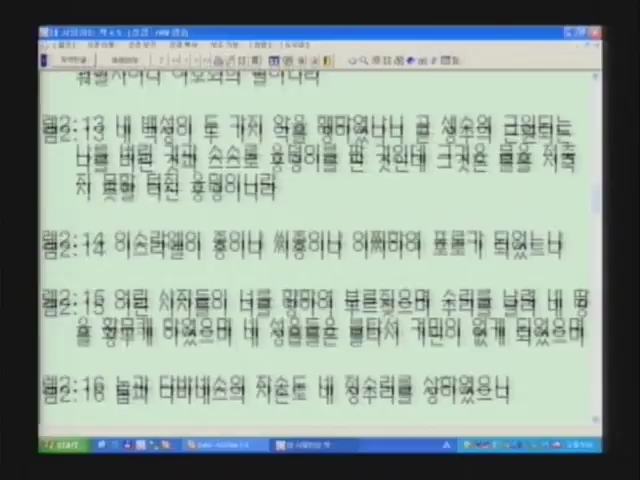 워할지어다 여호와의 말이니라
렘2:13 내 백성이 두 가지 악을 행하였나니 곧 생수의 근원되는
나를 버린 것과 스스로 웅덩이를 판 것인데 그것은 물을 저축
지 못할 터진 웅덩이니라
렘2:14 이스라엘이 종이냐 씨종이냐 어찌하여 포로가 되었느냐
렘2:15 어린 사자들이 너를 향하여 부르짖으며 소리를 날려 네 땅
을 황무케 하였으며 네 성읍들은 불타서 거민이 없게 되었으며
렘2:16 놉과 다바네스의 자손도 네 정수리를 상하였으니
start